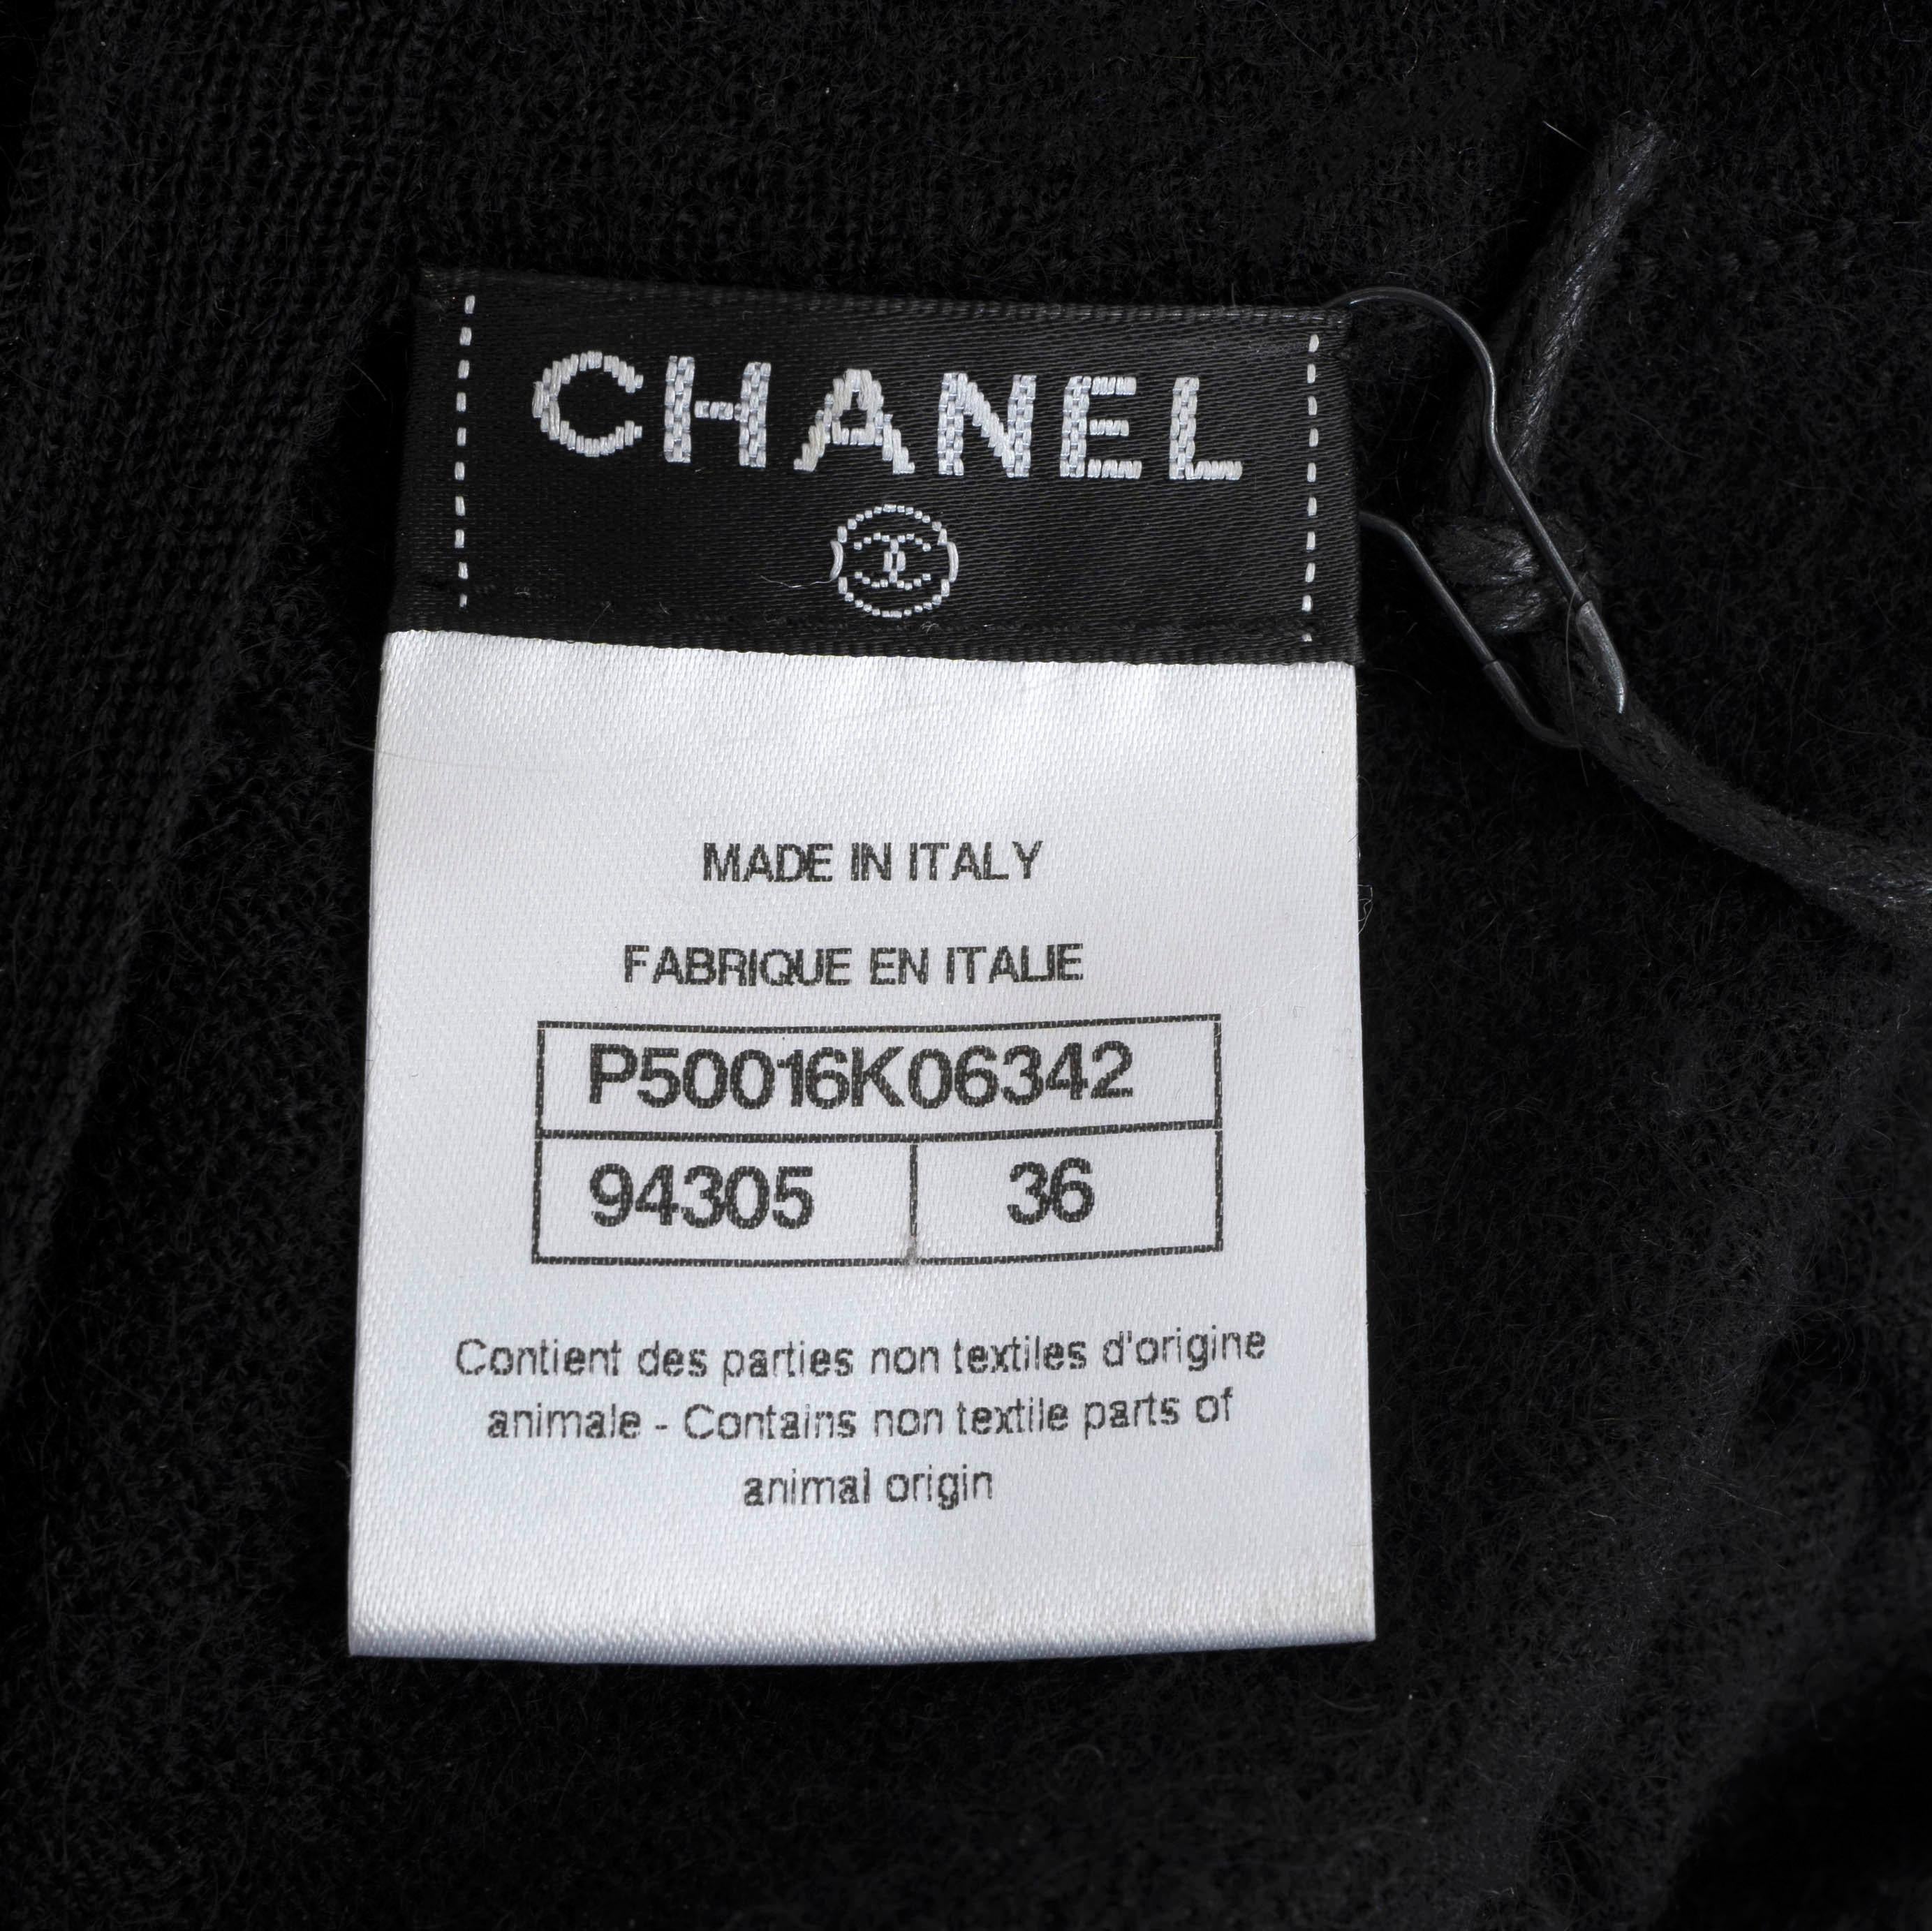 CHANEL
MADE IN ITALY
FABRIQUE EN ITALIE
P50016K06342
94305 36
Contient des parties non textiles d'origine
animale - Contains non textile parts of
animal origin